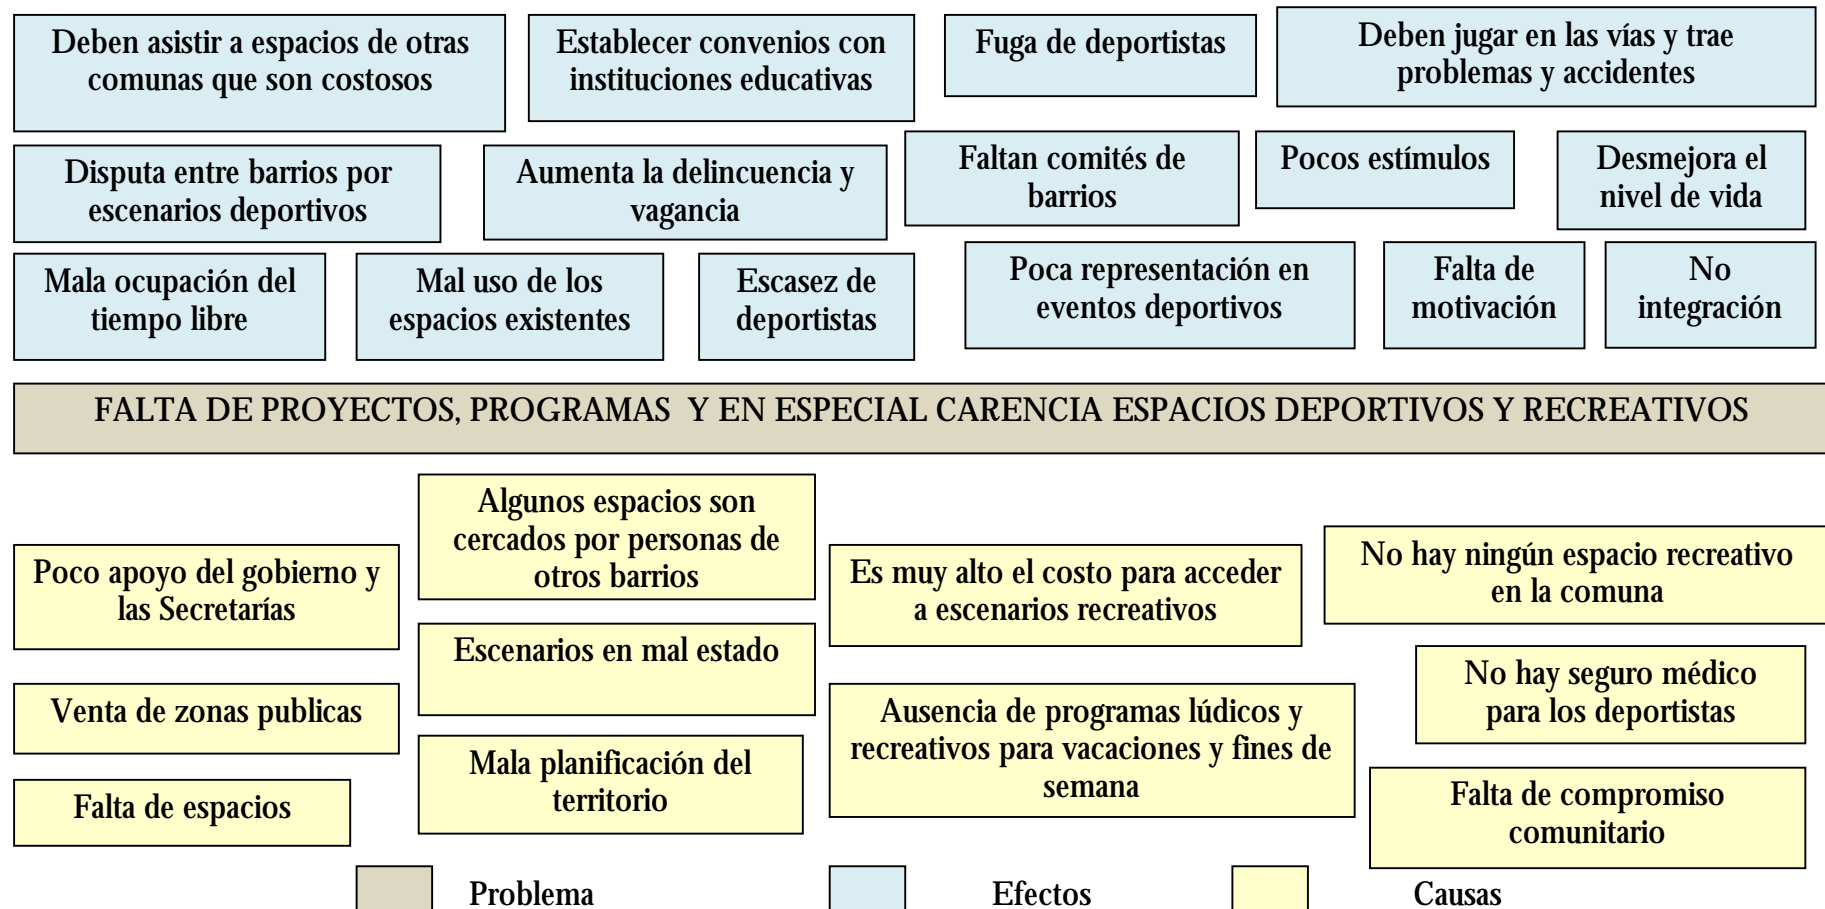 Deben asistir a espacios de otras
comunas que son costosos
Establecer convenios con
instituciones educativas
Fuga de deportistas
Deben jugar en las vías y trae
problemas y accidentes
Disputa entre barrios por
escenarios deportivos
Aumenta la delincuencia y
vagancia
Faltan comités de
barrios
Pocos estímulos
Desmejora el
nivel de vida
Mala ocupación del
tiempo libre
Mal uso de los
espacios existentes
Escasez de
deportistas
Poca representación en
eventos deportivos
Falta de
motivación
No
integración
FALTA DE PROYECTOS, PROGRAMAS  Y EN ESPECIAL CARENCIA ESPACIOS DEPORTIVOS Y RECREATIVOS
Poco apoyo del gobierno y
las Secretarías
Algunos espacios son
cercados por personas de
otros barrios
Es muy alto el costo para acceder
a escenarios recreativos
No hay ningún espacio recreativo
en la comuna
Escenarios en mal estado
No hay seguro médico
para los deportistas
Venta de zonas publicas
Ausencia de programas lúdicos y
recreativos para vacaciones y fines de
semana
Mala planificación del
territorio
Falta de espacios
Falta de compromiso
comunitario
Problema
Efectos
Causas